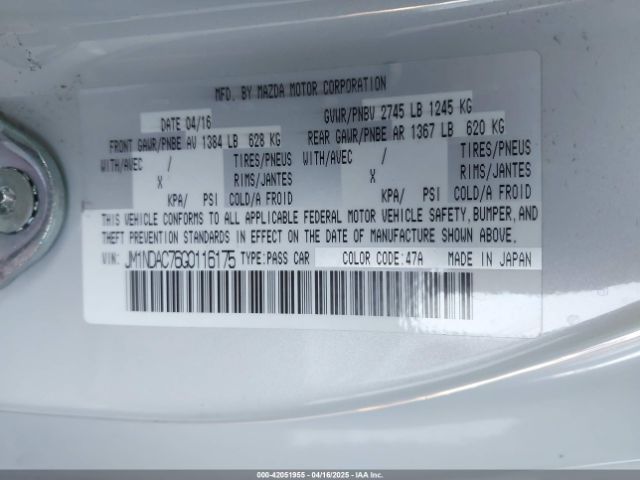 MFD. BY MAZDA MOTOR CORPORATION
DATE 04/16 GVWR/PNBV 2745 LB 1245 KG
FRONT GAWR/PNBE AV 1384 LB 628 KG REAR GAWR/PNBE AR 1367 LB 620 KG
WITH/AVEC / TIRES/PNEUS WITH/AVEC / TIRES/PNEUS
X RIMS/JANTES X RIMS/JANTES
KPA/ PSI COLD/A FROID KPA/ PSI COLD/A FROID
THIS VEHICLE CONFORMS TO ALL APPLICABLE FEDERAL MOTOR VEHICLE SAFETY, BUMPER, AND
THEFT PREVENTION STANDARDS IN EFFECT ON THE DATE OF MANUFACTURE SHOWN ABOVE.
VIN: JM1NDAC76G0116175 TYPE:PASS CAR COLOR CODE:47A MADE IN JAPAN
000-42051955 - 04/16/2025 - IAAI.COM